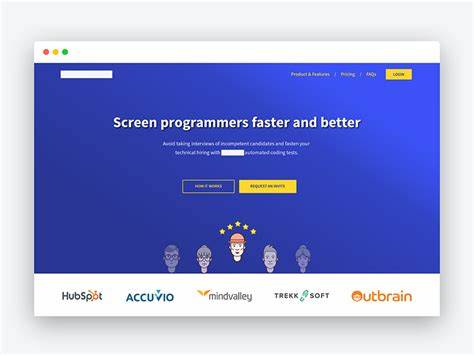 Product & Features / Pricing / FAQs LOGIN
Screen programmers faster and better
Avoid taking interviews of incompetent candidates and fasten your
technical hiring with automated coding tests.
HOW IT WORKS REQUEST AN INVITE
HubSpot ACCUVIO mindvalley TREKKSOFT Outbrain